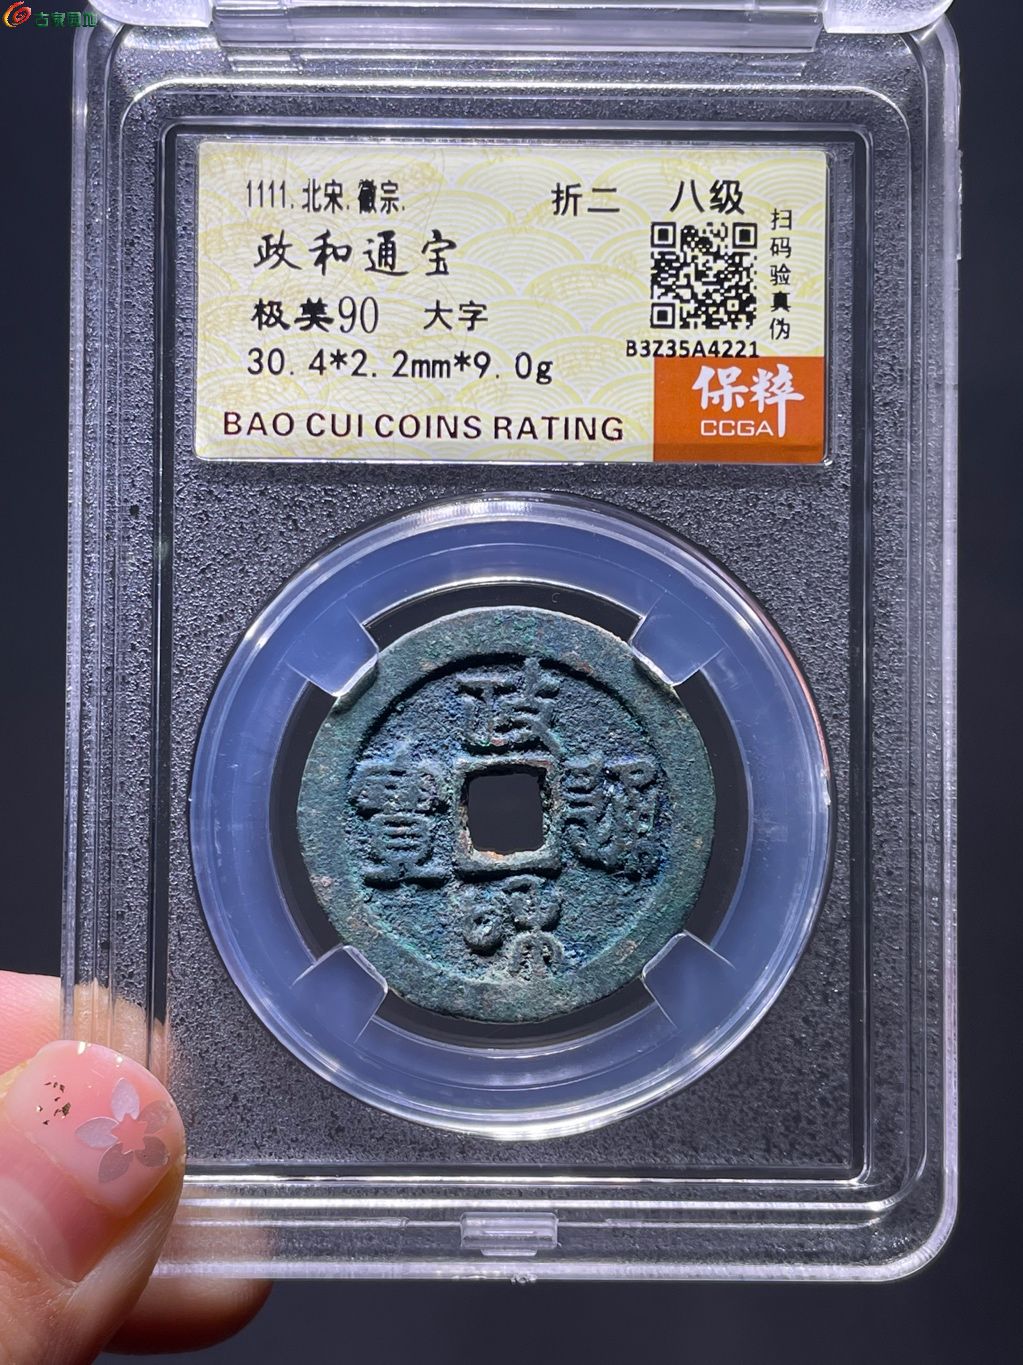 古泉园地
1111.北宋.徽宗.
折二 八级
政和通宝
扫码验真伪
极美90 大字
B3Z35A4221
30.4*2.2mm*9.0g
保粹
CCGA
BAO CUI COINS RATING
政
寶 通
和